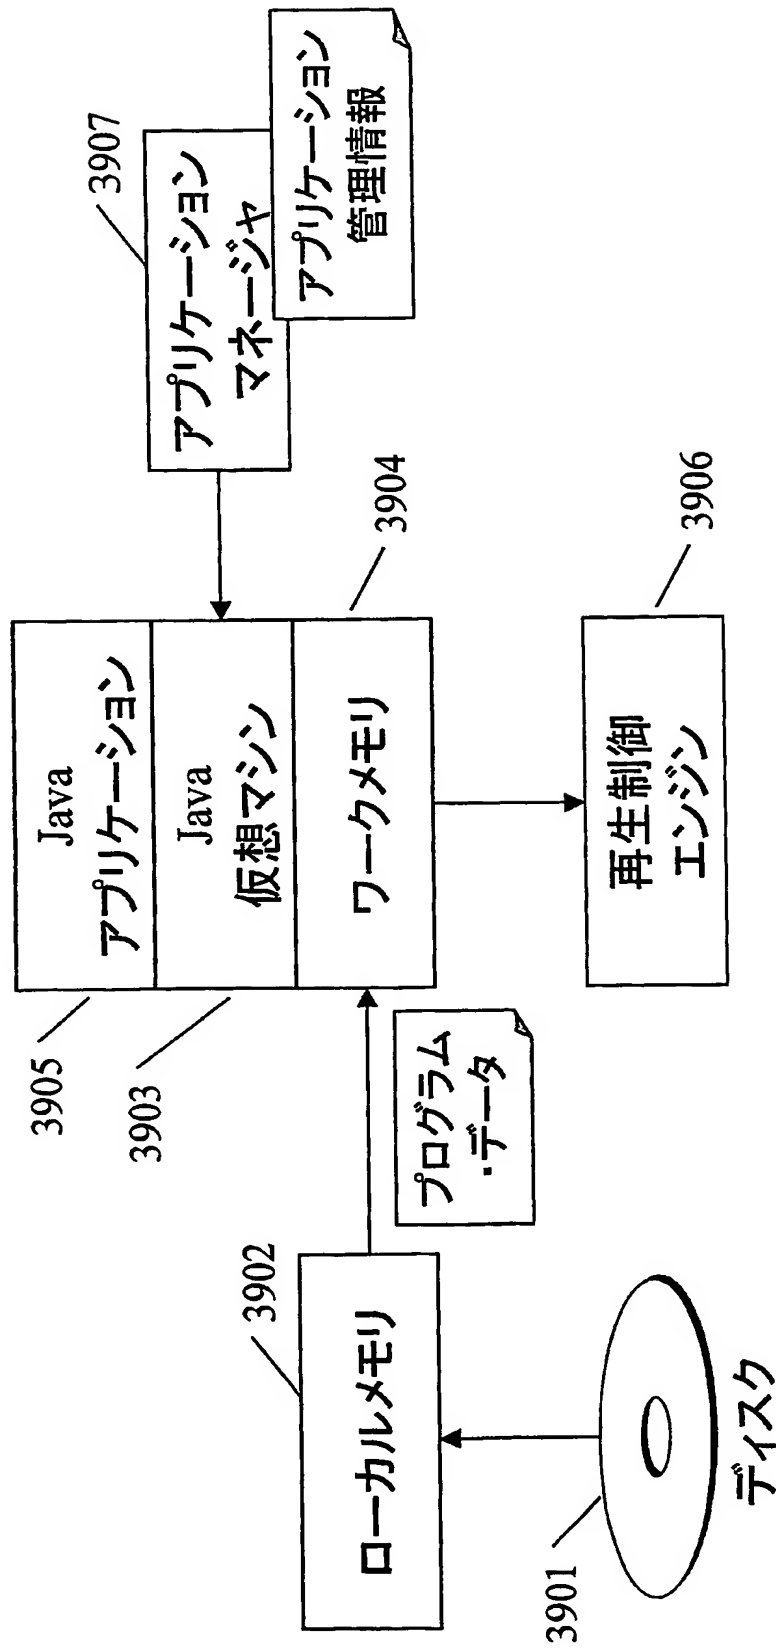 3907
アプリケーション
マネージャ
アプリケーション
管理情報
Java
アプリケーション
3905
Java
仮想マシン
3903
ワークメモリ
3904
プログラム
・データ
3902
ローカルメモリ
再生制御
エンジン
3906
3901
ディスク